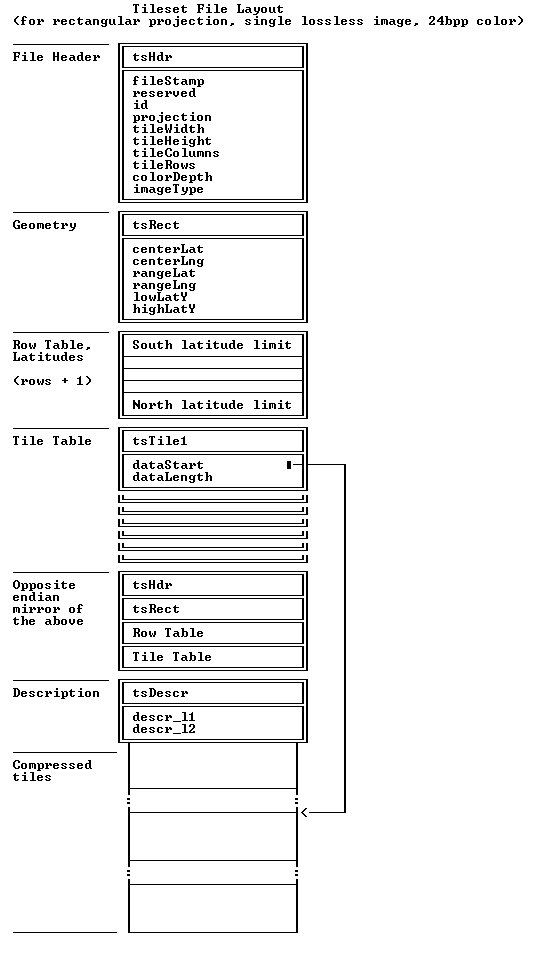 Tileset File Layout
(for rectangular projection, single lossless image, 24bpp color)
File Header
tsHdr
fileStamp
reserved
id
projection
tileWidth
tileHeight
tileColumns
tileRows
colorDepth
imageType
Geometry
tsRect
centerLat
centerLng
rangeLat
rangeLng
lowLatY
highLatY
Row Table,
Latitudes
(rows + 1)
South latitude limit
North latitude limit
Tile Table
tsTile1
dataStart
dataLength
Opposite
endian
mirror of
the above
tsHdr
tsRect
Row Table
Tile Table
Description
tsDescr
descr_l1
descr_l2
Compressed
tiles